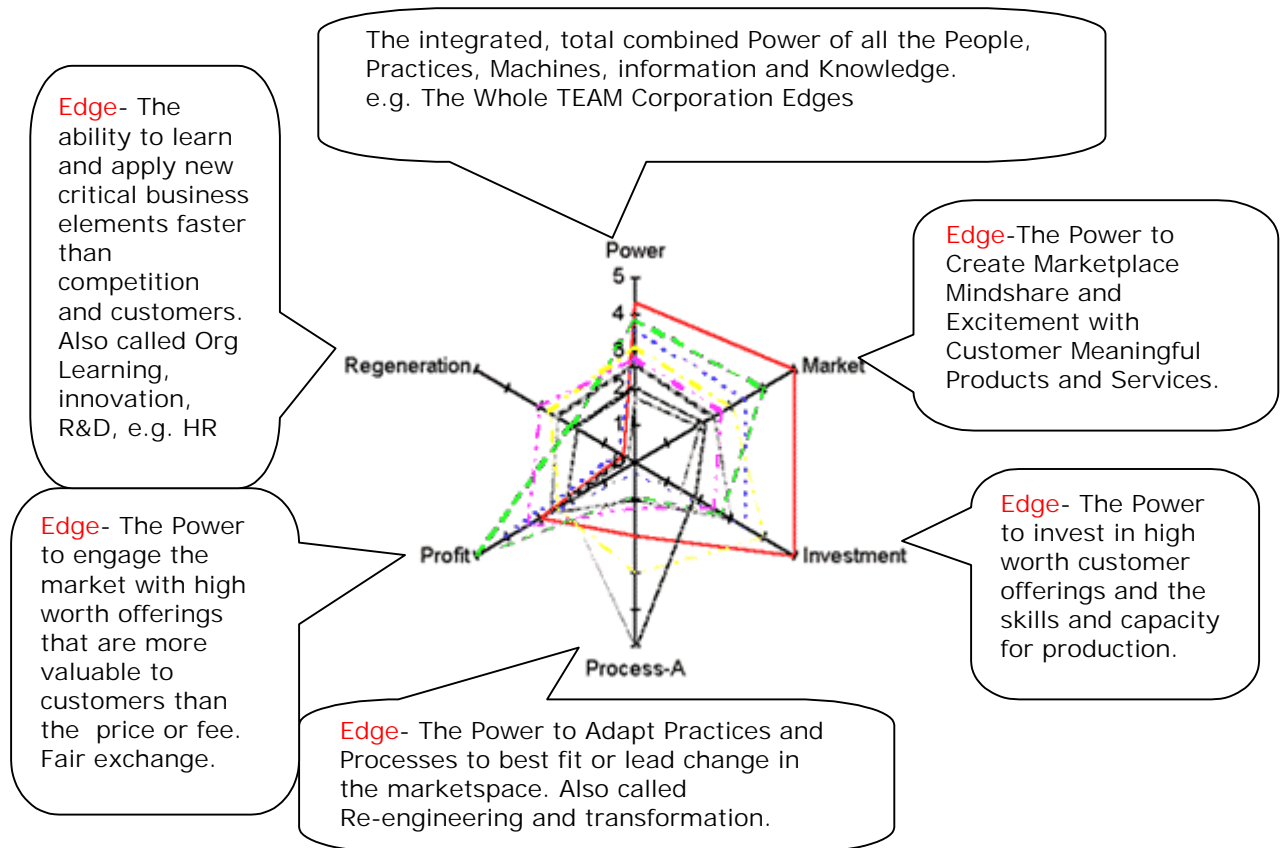 The integrated, total combined Power of all the People,
Practices, Machines, information and Knowledge.
e.g. The Whole TEAM Corporation Edges
Edge- The
ability to learn
and apply new
critical business
elements faster
than
competition
and customers.
Also called Org
Learning,
innovation,
R&D, e.g. HR
Edge-The Power to
Create Marketplace
Mindshare and
Excitement with
Customer Meaningful
Products and Services.
Power
5
4
3
2
1
0
Regeneration
Market
Profit
Investment
Process-A
Edge- The Power
to engage the
market with high
worth offerings
that are more
valuable to
customers than
the price or fee.
Fair exchange.
Edge- The Power
to invest in high
worth customer
offerings and the
skills and capacity
for production.
Edge- The Power to Adapt Practices and
Processes to best fit or lead change in
the marketspace. Also called
Re-engineering and transformation.